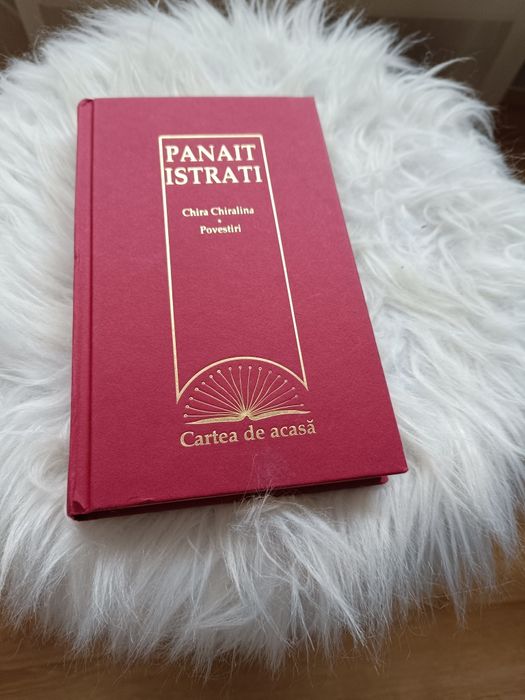 PANAIT
ISTRATI
Chira Chiralina
*
Povestiri
Cartea de acasă